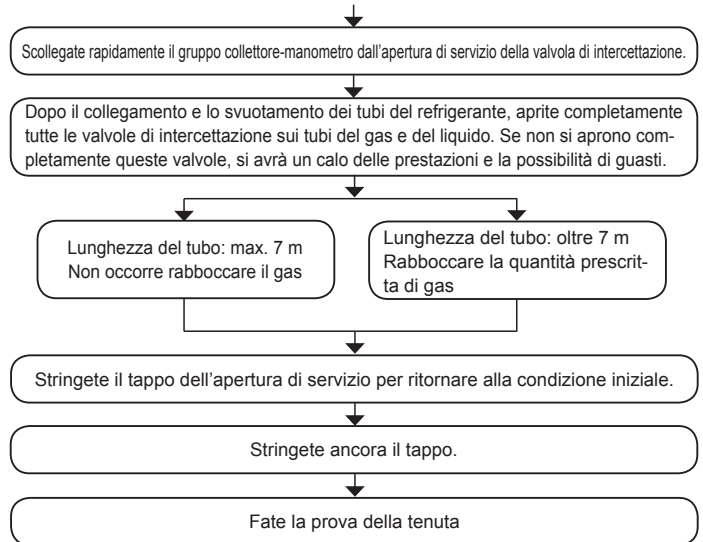 Scollegate rapidamente il gruppo collettore-manometro dall'apertura di servizio della valvola di intercettazione.
Dopo il collegamento e lo svuotamento dei tubi del refrigerante, aprite completamente
tutte le valvole di intercettazione sui tubi del gas e del liquido. Se non si aprono com-
pletamente queste valvole, si avrà un calo delle prestazioni e la possibilità di guasti.
Lunghezza del tubo: max. 7 m
Non occorre rabboccare il gas
Lunghezza del tubo: oltre 7 m
Rabboccare la quantità prescrit-
ta di gas
Stringete il tappo dell'apertura di servizio per ritornare alla condizione iniziale.
Stringete ancora il tappo.
Fate la prova della tenuta